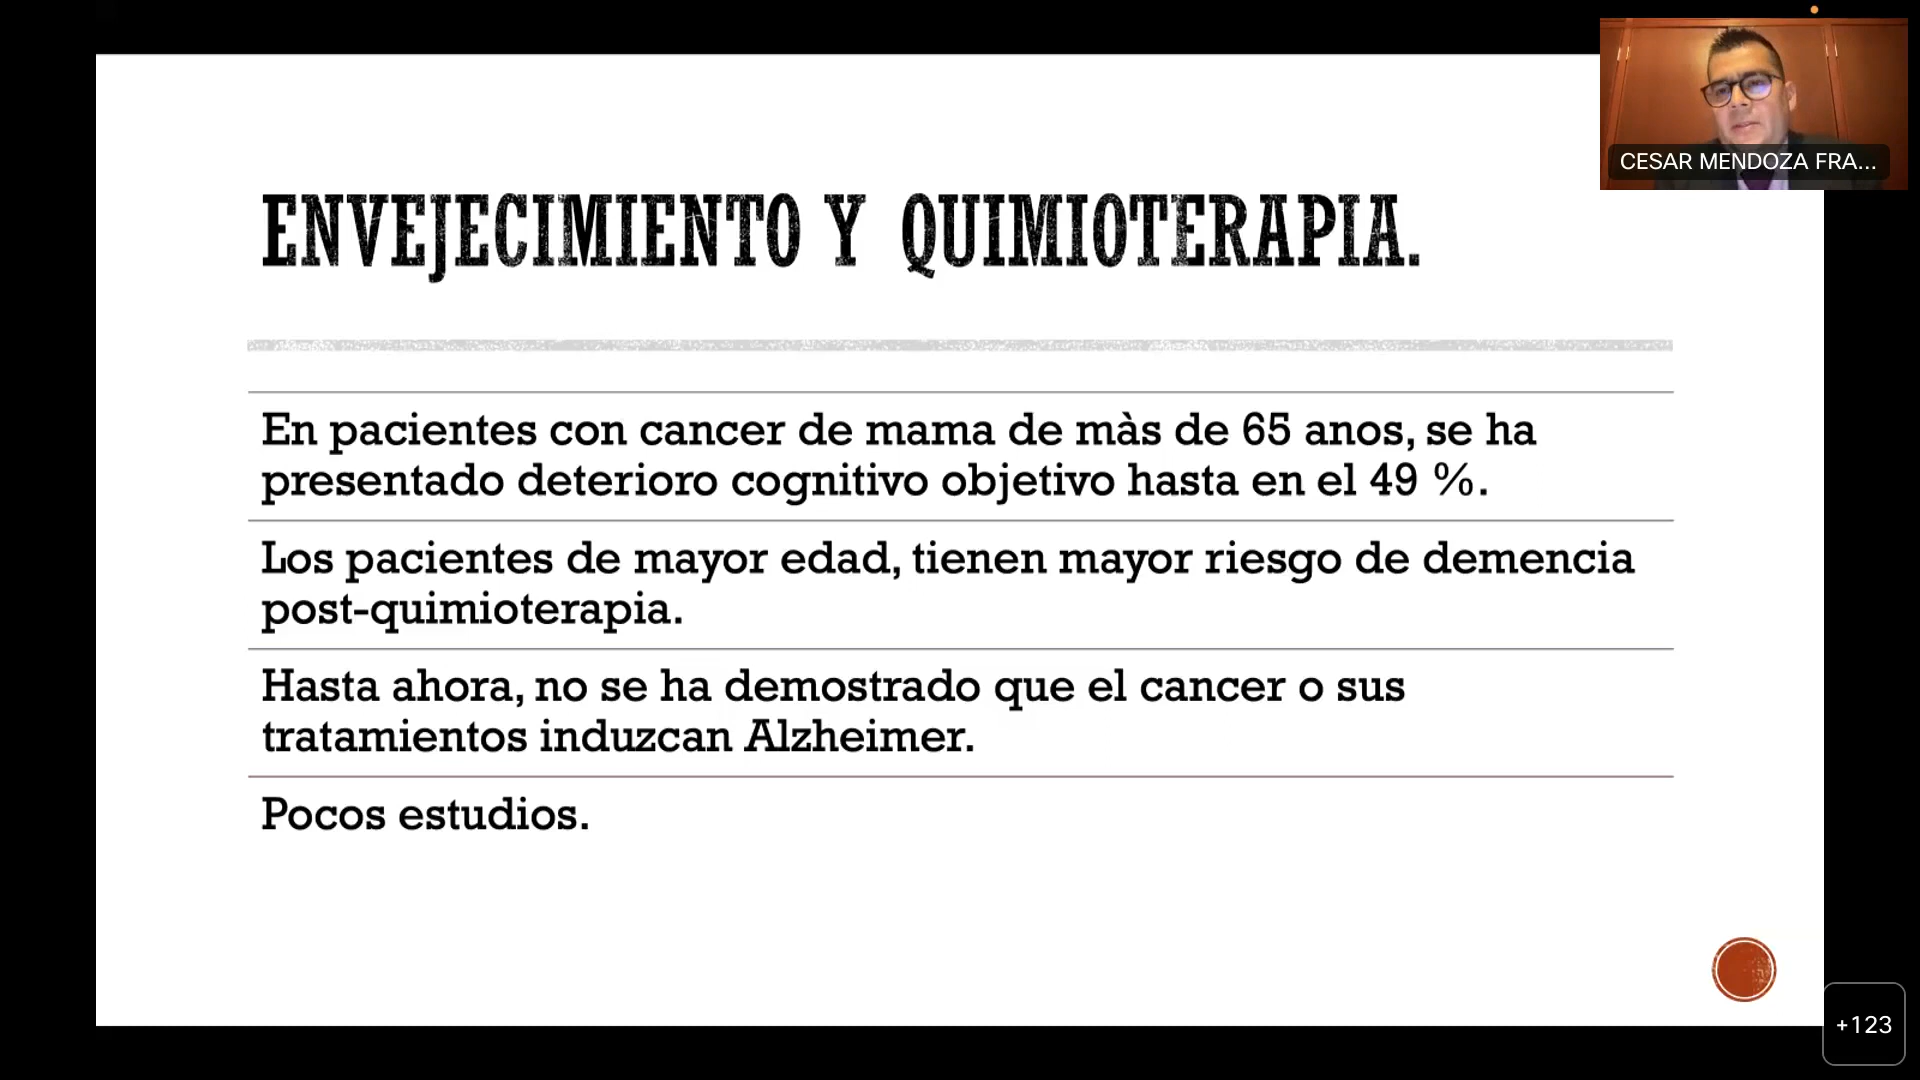 CESAR MENDOZA FRA...
ENVEJECIMIENTO Y QUIMIOTERAPIA.
En pacientes con cancer de mama de màs de 65 anos, se ha
presentado deterioro cognitivo objetivo hasta en el 49 %.
Los pacientes de mayor edad, tienen mayor riesgo de demencia
post-quimioterapia.
Hasta ahora, no se ha demostrado que el cancer o sus
tratamientos induzcan Alzheimer.
Pocos estudios.
+123